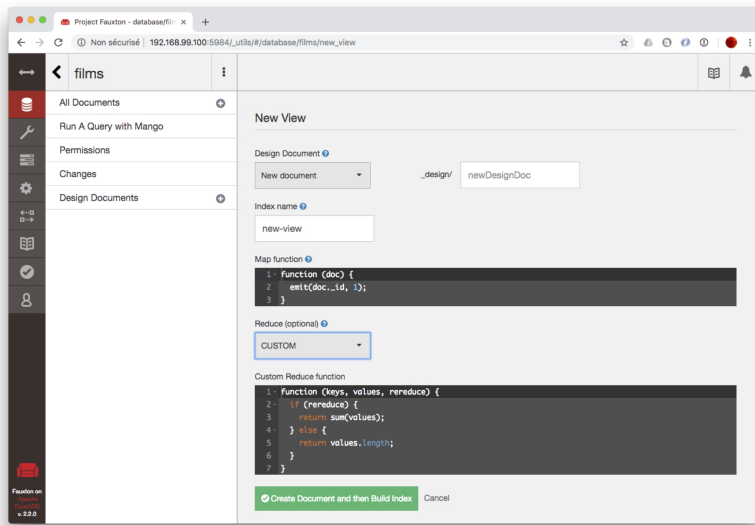 Project Fauxton - database/film
Non sécurisé | 192.168.99.100:5984/_utils/#/database/films/new_view
films
All Documents
Run A Query with Mango
Permissions
Changes
Design Documents
New View
Design Document
New document
_design/
newDesignDoc
Index name
new-view
Map function
1 function (doc) {
2 emit(doc._id, 1);
3 }
Reduce (optional)
CUSTOM
Custom Reduce function
1 function (keys, values, rereduce) {
2 if (rereduce) {
3 return sum(values);
4 } else {
5 return values.length;
6 }
7 }
Create Document and then Build Index
Cancel
Fauxton on
Apache
CouchDB
v. 2.2.0